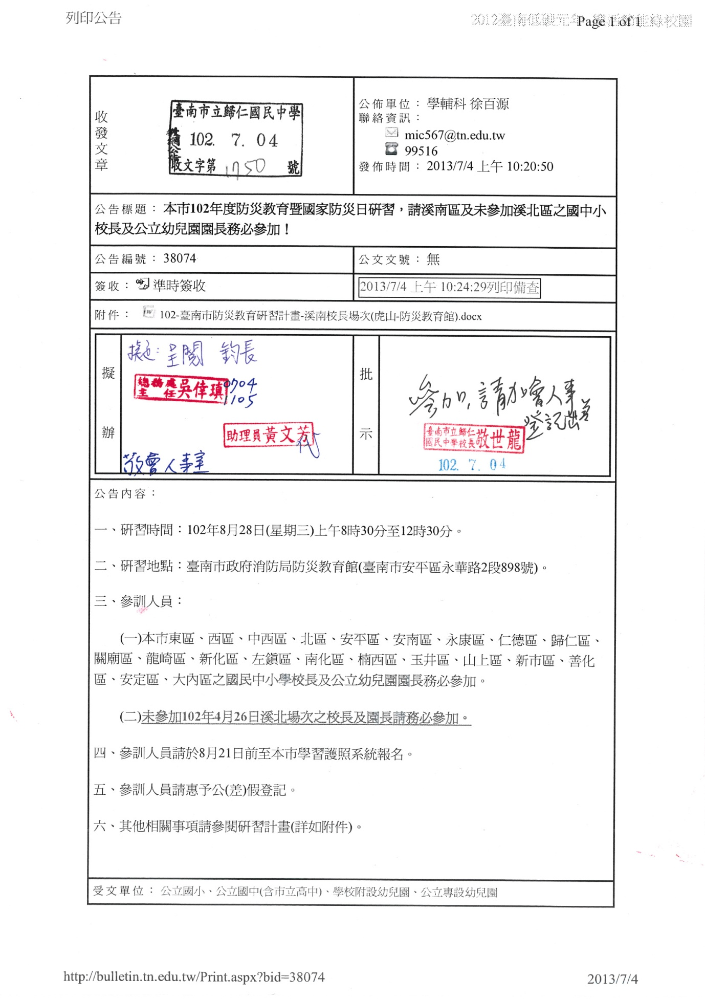 列印公告
Page 1 of 1
收發文章
臺南市立歸仁國民中學
教網公告
102. 7. 04
收文字第1750號
公佈單位： 學輔科 徐百源
聯絡資訊：
mic567@tn.edu.tw
99516
發佈時間： 2013/7/4 上午 10:20:50
公告標題： 本市102年度防災教育暨國家防災日研習，請溪南區及未參加溪北區之國中小
校長及公立幼兒園園長務必參加！
公告編號： 38074
公文文號： 無
簽收： 準時簽收
2013/7/4 上午 10:24:29列印備查
附件： 102-臺南市防災教育研習計畫-溪南校長場次(虎山-防災教育館).docx
擬辦
擬: 呈閱 鈞長
總務處主任吳倖瑱
0704
1105
助理員黃文芳
代
敬會人事室
批示
參加, 請加會人事
登記出差
臺南市立歸仁國民中學校長敬世龍
102. 7. 04
公告內容：
一、研習時間：102年8月28日(星期三)上午8時30分至12時30分。
二、研習地點：臺南市政府消防局防災教育館(臺南市安平區永華路2段898號)。
三、參訓人員：
(一)本市東區、西區、中西區、北區、安平區、安南區、永康區、仁德區、歸仁區、
關廟區、龍崎區、新化區、左鎮區、南化區、楠西區、玉井區、山上區、新市區、善化
區、安定區、大內區之國民中小學校長及公立幼兒園園長務必參加。
(二)未參加102年4月26日溪北場次之校長及園長請務必參加。
四、參訓人員請於8月21日前至本市學習護照系統報名。
五、參訓人員請惠予公(差)假登記。
六、其他相關事項請參閱研習計畫(詳如附件)。
受文單位： 公立國小、公立國中(含市立高中)、學校附設幼兒園、公立專設幼兒園
http://bulletin.tn.edu.tw/Print.aspx?bid=38074
2013/7/4